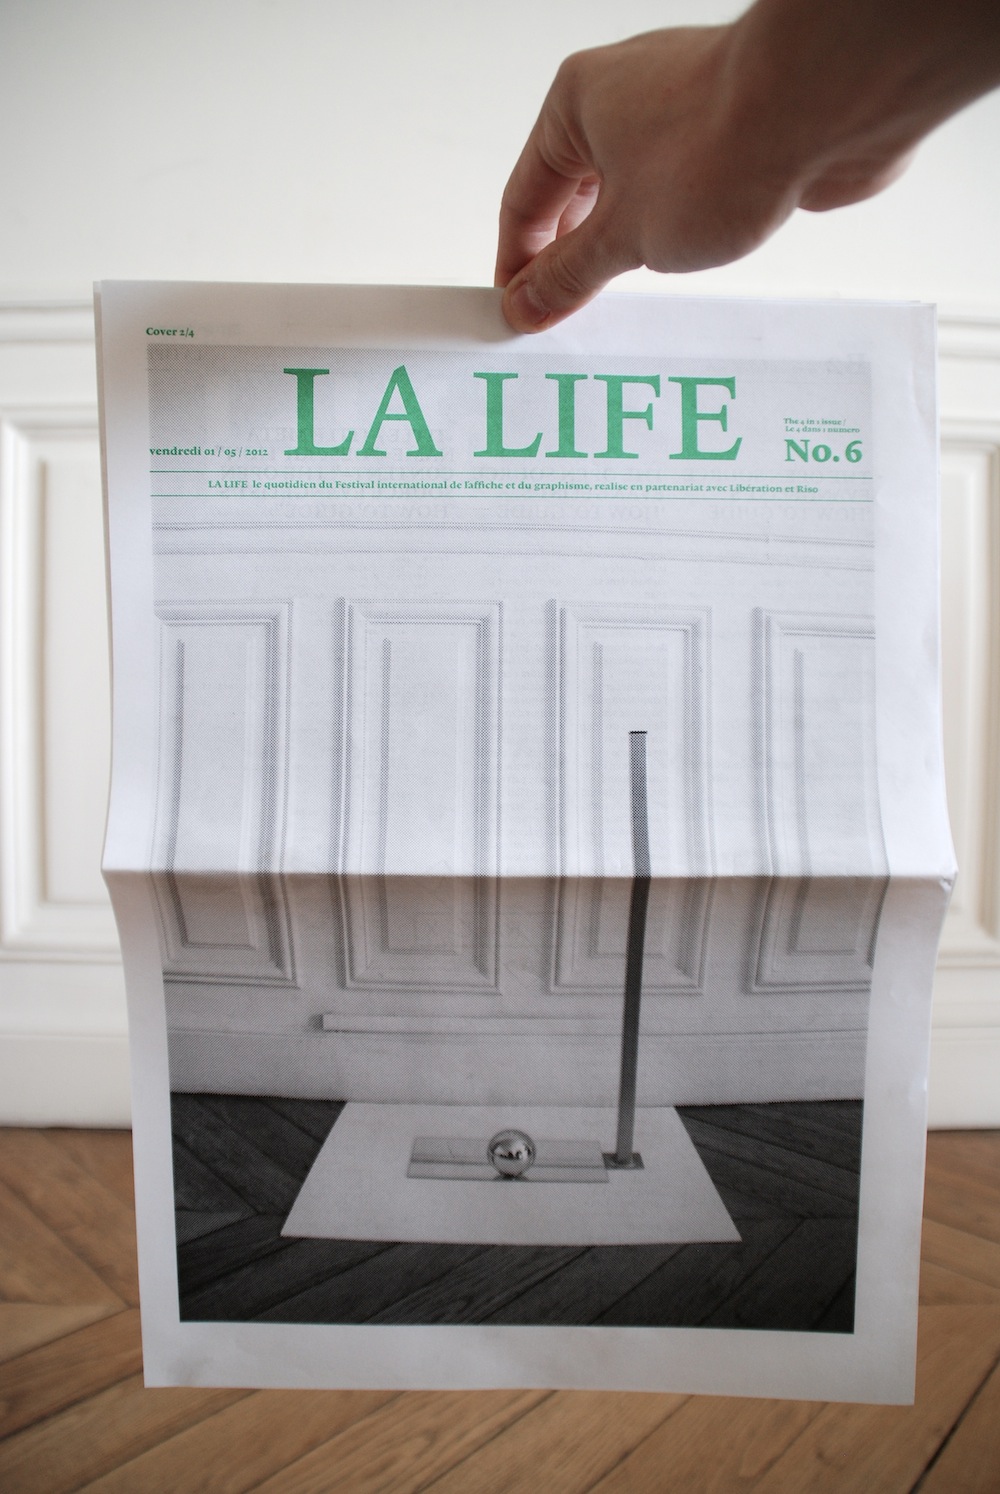 Cover 2/4
LA LIFE
vendredi 01 / 05 / 2012
The 4 in 1 issue /
Le 4 dans 1 numero
No. 6
LA LIFE le quotidien du Festival international de l'affiche et du graphisme, realise en partenariat avec Libération et Riso